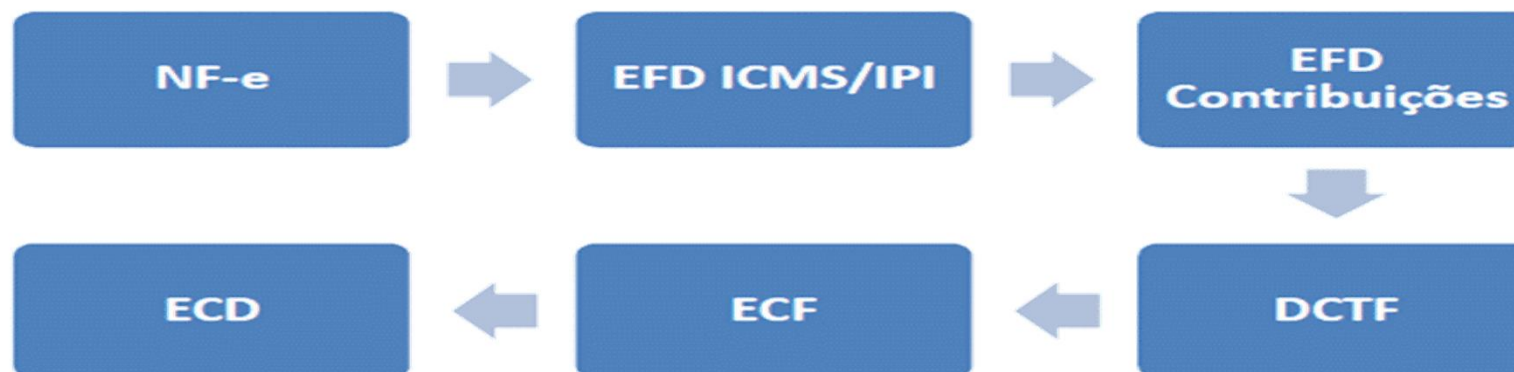 NF-e
EFD ICMS/IPI
EFD
Contribuições
DCTF
ECF
ECD